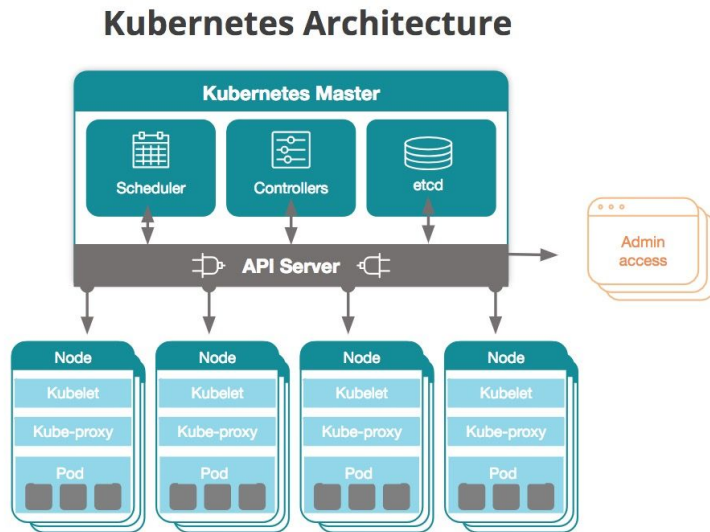 Kubernetes Architecture
Kubernetes Master
Scheduler
Controllers
etcd
API Server
Admin
access
Node
Kubelet
Kube-proxy
Pod
Node
Kubelet
Kube-proxy
Pod
Node
Kubelet
Kube-proxy
Pod
Node
Kubelet
Kube-proxy
Pod